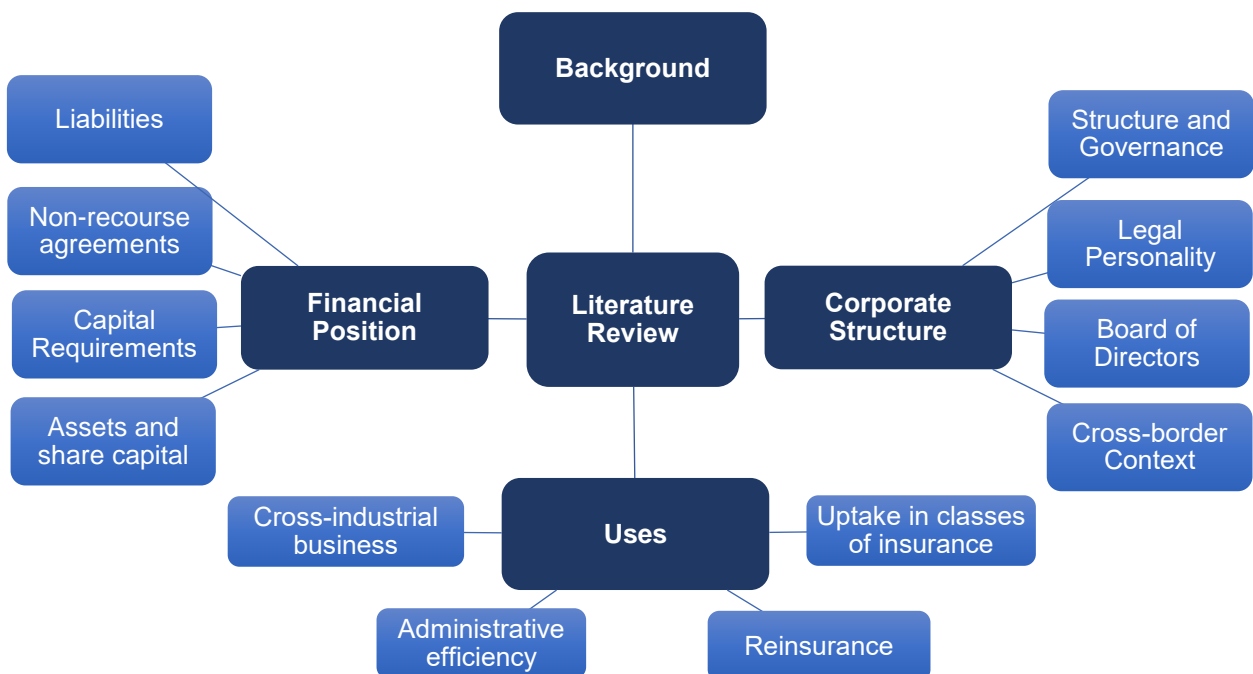 Background
Liabilities
Structure and
Governance
Non-recourse
agreements
Legal
Personality
Financial
Position
Literature
Review
Corporate
Structure
Capital
Requirements
Board of
Directors
Assets and
share capital
Cross-border
Context
Cross-industrial
business
Uses
Uptake in classes
of insurance
Administrative
efficiency
Reinsurance